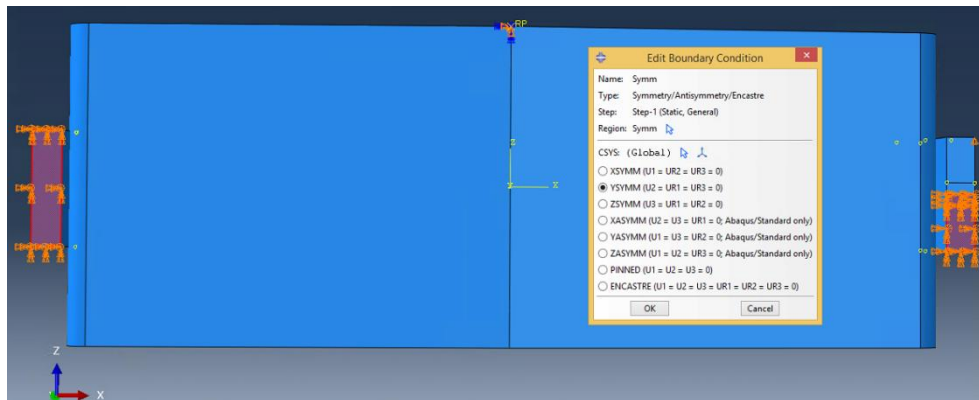 RP
Edit Boundary Condition
Name: Symm
Type: Symmetry/Antisymmetry/Encastre
Step: Step-1 (Static, General)
Region: Symm
CSYS: (Global)
XSYMM (U1 = UR2 = UR3 = 0)
YSYMM (U2 = UR1 = UR3 = 0)
ZSYMM (U3 = UR1 = UR2 = 0)
XASYMM (U2 = U3 = UR1 = 0; Abaqus/Standard only)
YASYMM (U1 = U3 = UR2 = 0; Abaqus/Standard only)
ZASYMM (U1 = U2 = UR3 = 0; Abaqus/Standard only)
PINNED (U1 = U2 = U3 = 0)
ENCASTRE (U1 = U2 = U3 = UR1 = UR2 = UR3 = 0)
OK Cancel
X
Z
X